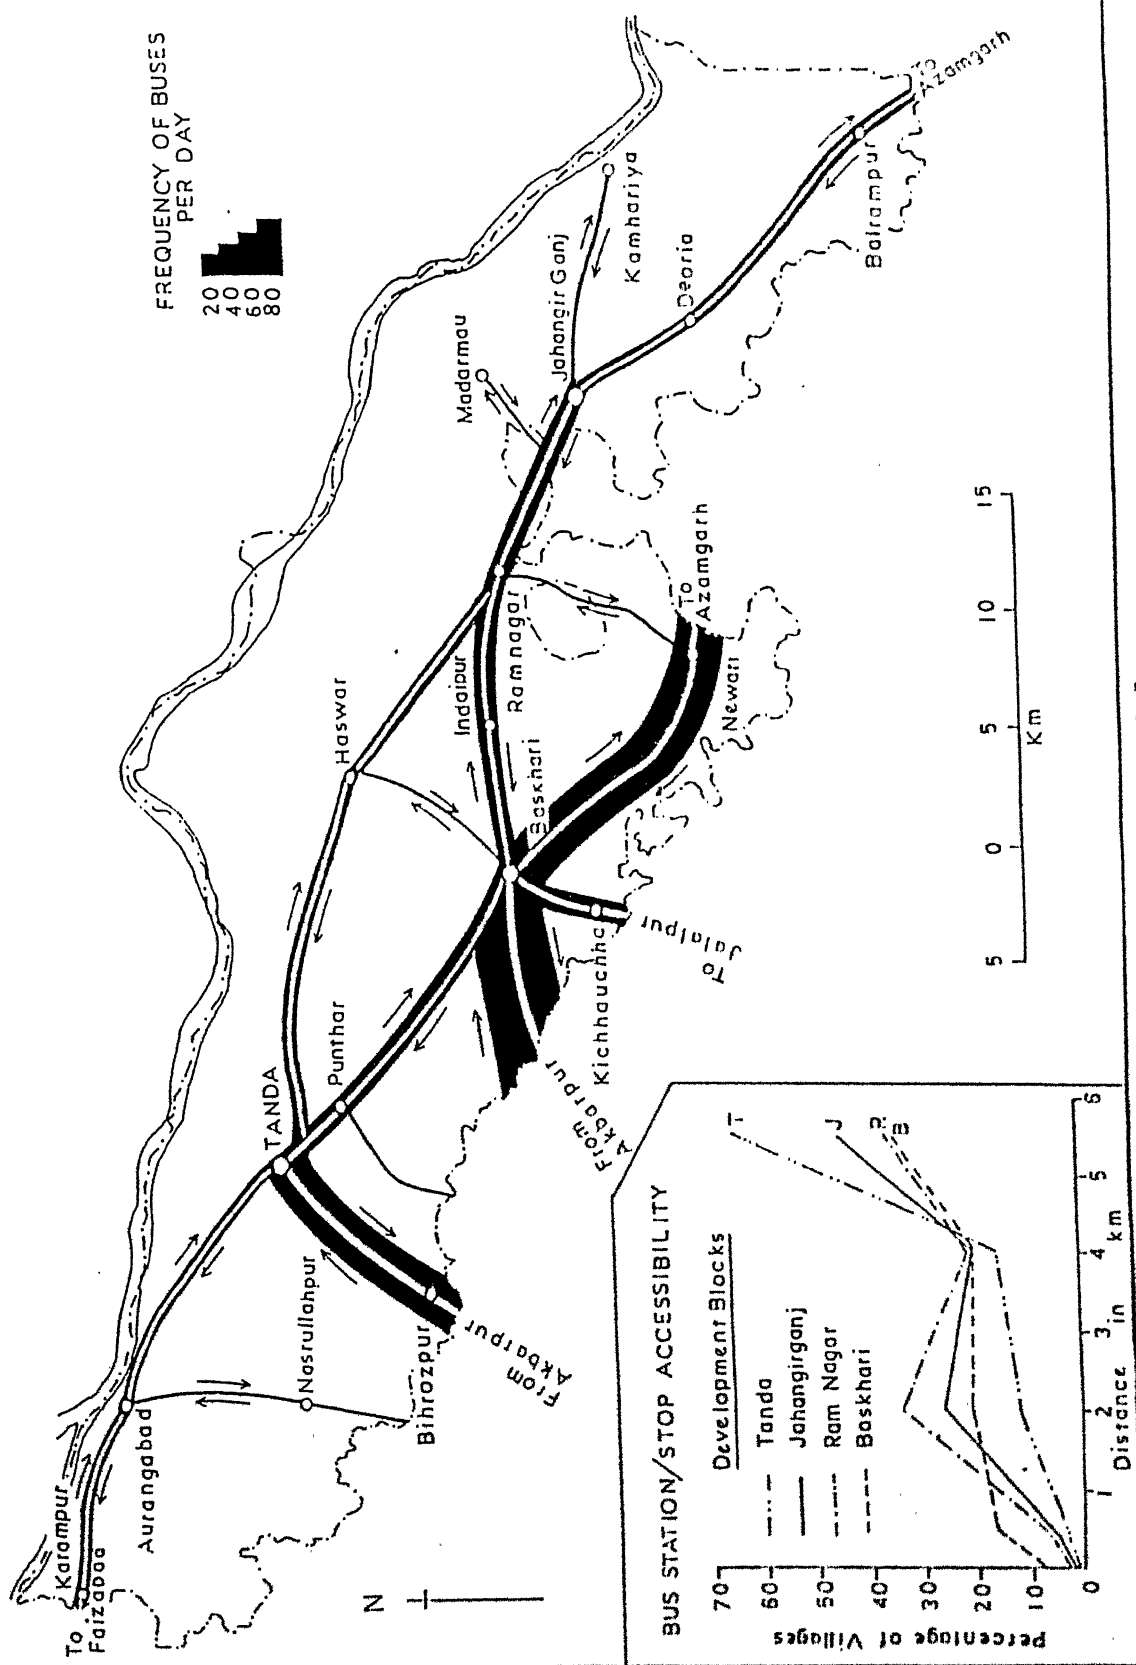 FREQUENCY OF BUSES
PER DAY
20
40
60
80
To
Faizabad
Karampur
Aurangabad
Nasrullahpur
Bihrozpur
From
Akbarpur
TANDA
Punthar
Haswar
From
Akbarpur
Kichhauchha
To
Jalalpur
Baskhari
Indaipur
Ramnagar
Newari
To
Azamgarh
Madarmau
Jahangir Ganj
Kamhariya
Dearia
Balrampur
To
Azamgarh
N
5
0
5
10
15
Km
BUS STATION/STOP ACCESSIBILITY
Development Blocks
Tanda
Jahangirganj
Ram Nagar
Baskhari
T
J
R
B
Percentage of Villages
70
60
50
40
30
20
10
0
1
2
3
4
5
6
Distance in km